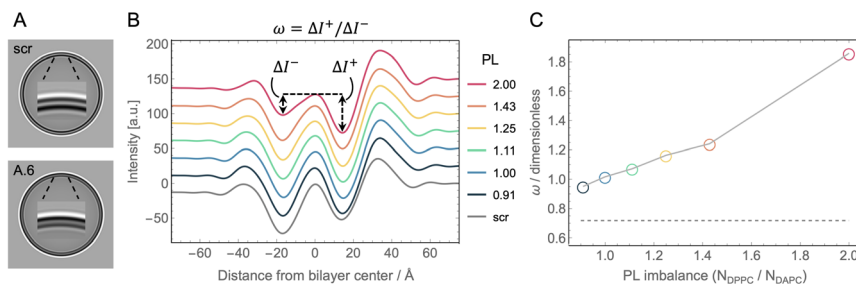 A
scr
A.6
B
ω = ΔI⁺/ΔI⁻
200
150
100
50
0
−50
Intensity [a.u.]
ΔI⁻
ΔI⁺
−60 −40 −20 0 20 40 60
Distance from bilayer center / Å
PL
2.00
1.43
1.25
1.11
1.00
0.91
scr
C
1.8
1.6
1.4
1.2
1.0
0.8
0.6
ω / dimensionless
1.0 1.2 1.4 1.6 1.8 2.0
PL imbalance (N_DPPC / N_DAPC)